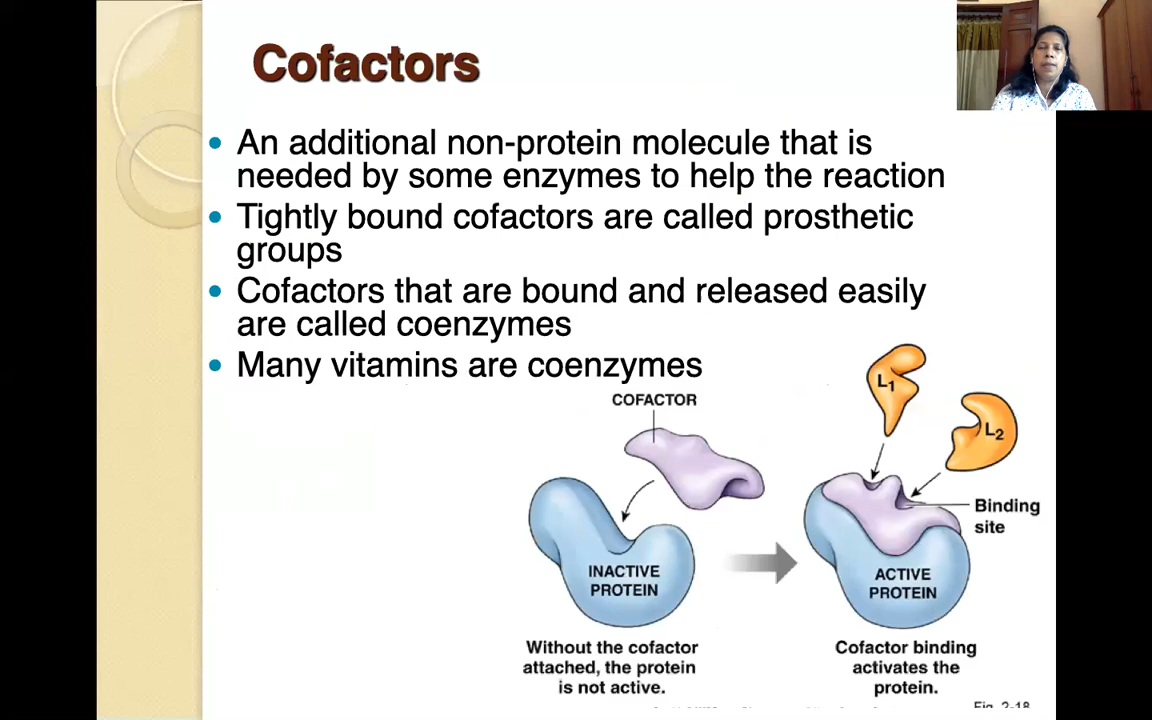 Cofactors
An additional non-protein molecule that is
needed by some enzymes to help the reaction
Tightly bound cofactors are called prosthetic
groups
Cofactors that are bound and released easily
are called coenzymes
Many vitamins are coenzymes
COFACTOR
L1
L2
Binding
site
INACTIVE
PROTEIN
ACTIVE
PROTEIN
Without the cofactor
attached, the protein
is not active.
Cofactor binding
activates the
protein.
Fig. 2-18